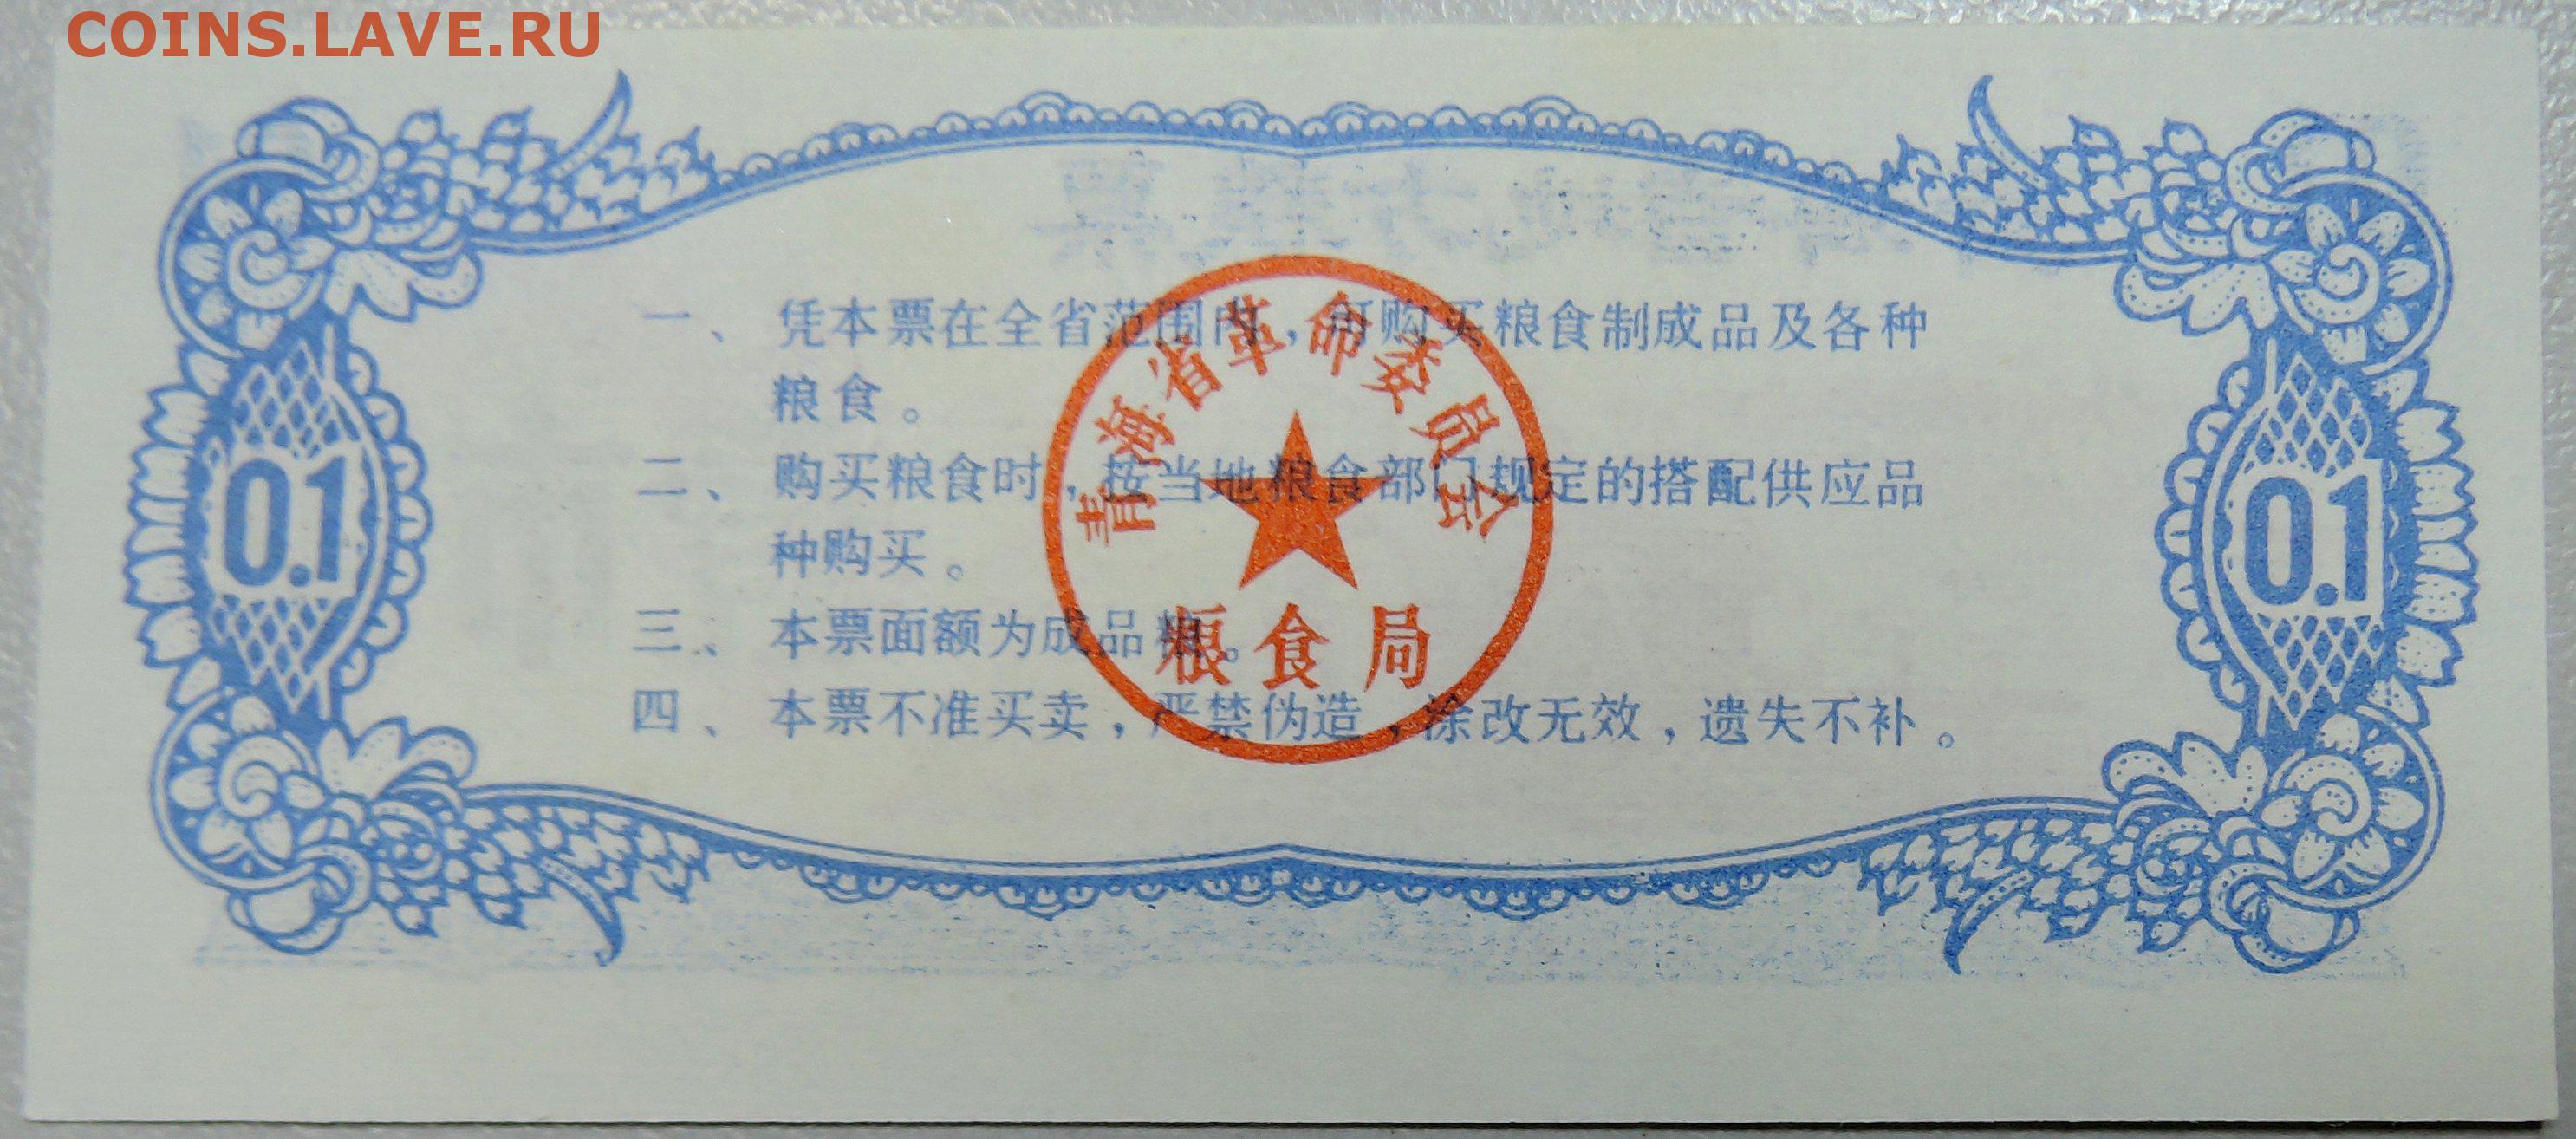 COINS.LAVE.RU
一、凭本票在全省范围内，可购买粮食制成品及各种
粮食。
二、购买粮食时，按当地粮食部门规定的搭配供应品
种购买。
三、本票面额为成品粮。
四、本票不准买卖，严禁伪造，涂改无效，遗失不补。
青海省革命委员会
粮食局
0.1
0.1